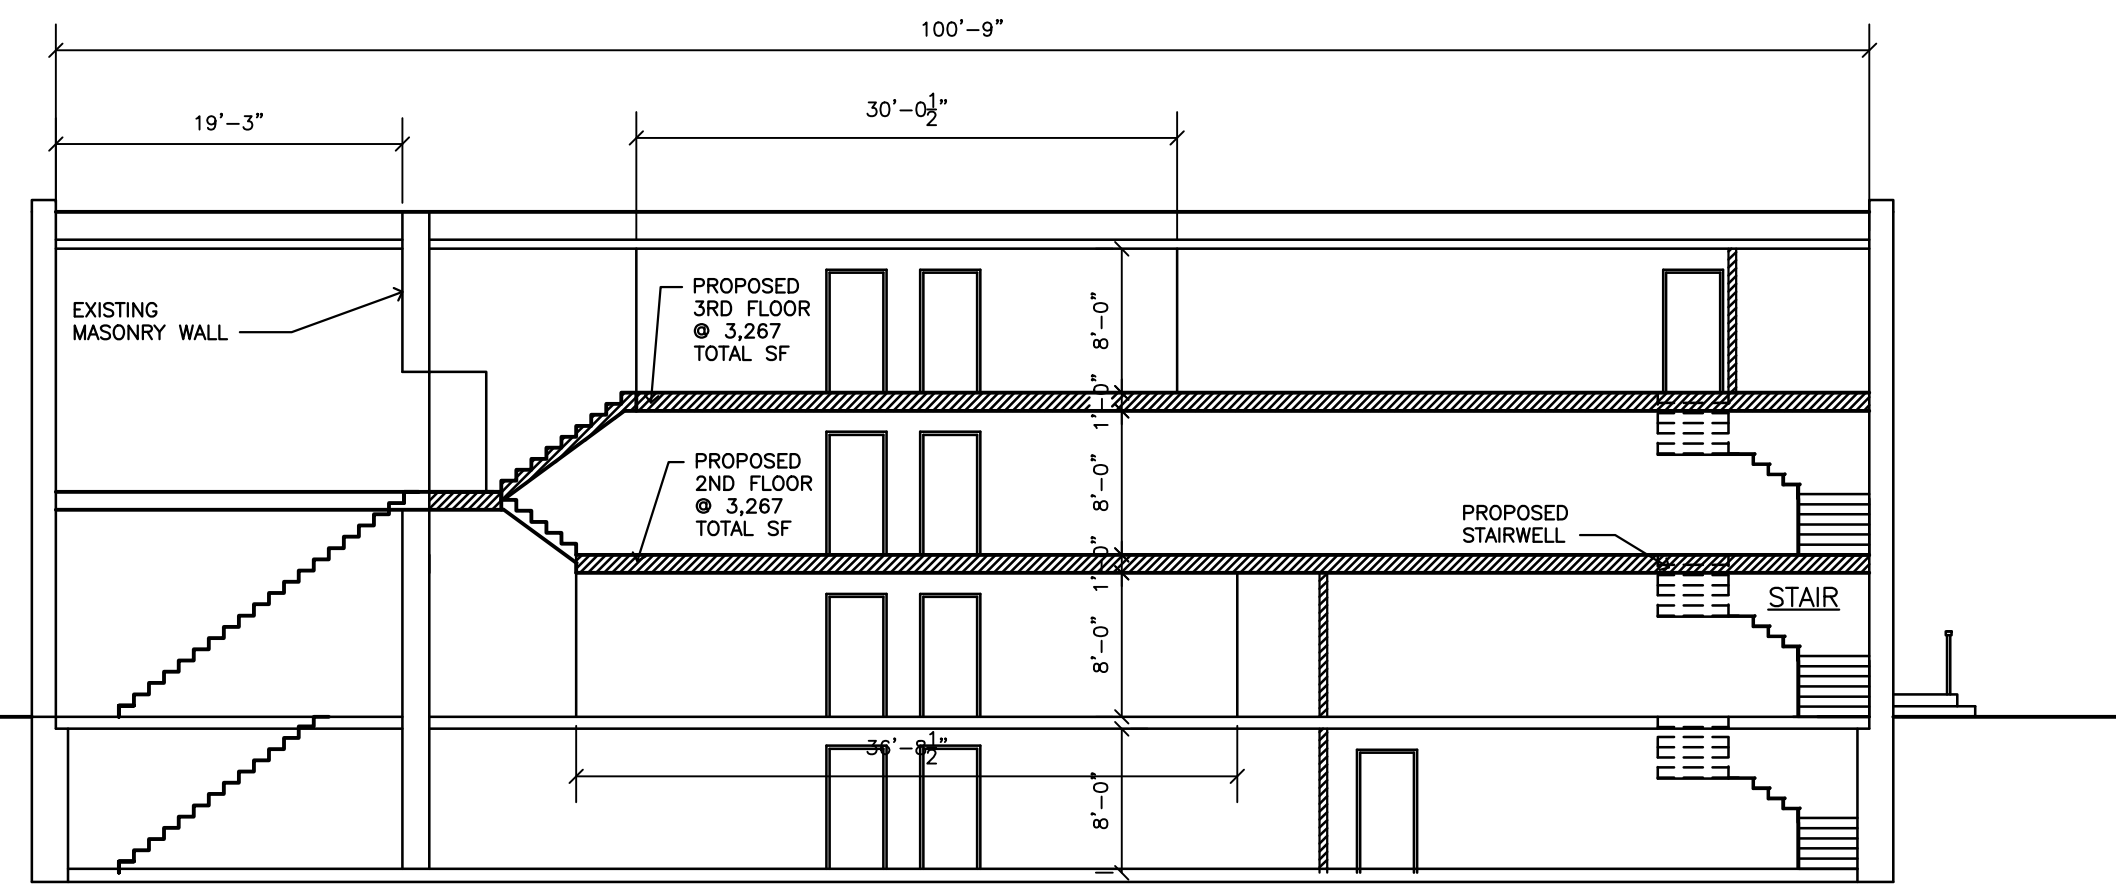 100'-9"
30'-0 1/2"
19'-3"
PROPOSED
3RD FLOOR
@ 3,267
TOTAL SF
EXISTING
MASONRY WALL
8'-0"
1'-0"
PROPOSED
2ND FLOOR
@ 3,267
TOTAL SF
8'-0"
PROPOSED
STAIRWELL
1'-0"
STAIR
8'-0"
36'-8 1/2"
8'-0"